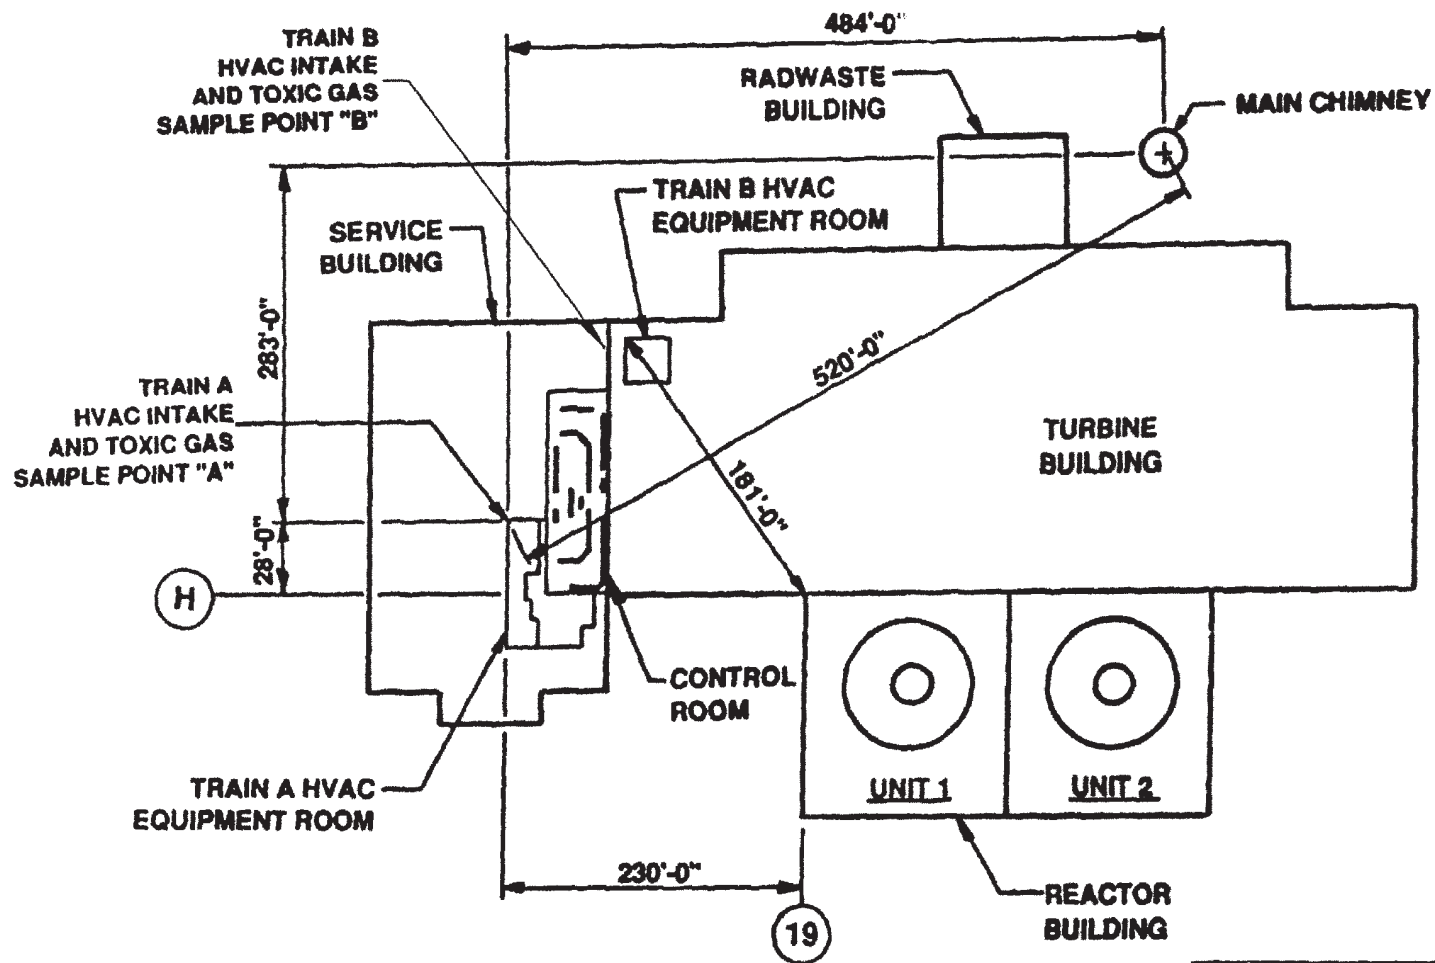 484'-0"
TRAIN B
HVAC INTAKE
AND TOXIC GAS
SAMPLE POINT "B"
RADWASTE
BUILDING
MAIN CHIMNEY
TRAIN B HVAC
EQUIPMENT ROOM
SERVICE
BUILDING
283'-0"
520'-0"
TRAIN A
HVAC INTAKE
AND TOXIC GAS
SAMPLE POINT "A"
TURBINE
BUILDING
181'-0"
28'-0"
H
CONTROL
ROOM
TRAIN A HVAC
EQUIPMENT ROOM
UNIT 1
UNIT 2
230'-0"
REACTOR
BUILDING
19